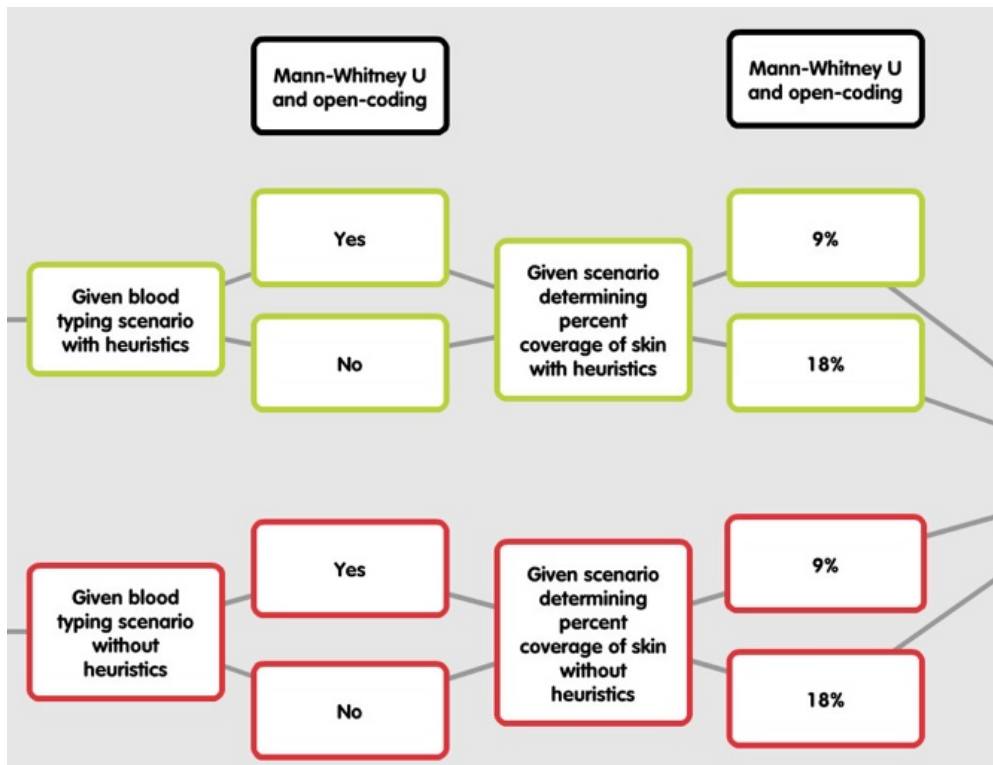 Mann-Whitney U
and open-coding
Mann-Whitney U
and open-coding
Given blood
typing scenario
with heuristics
Yes
No
Given scenario
determining
percent
coverage of skin
with heuristics
9%
18%
Given blood
typing scenario
without
heuristics
Yes
No
Given scenario
determining
percent
coverage of skin
without
heuristics
9%
18%